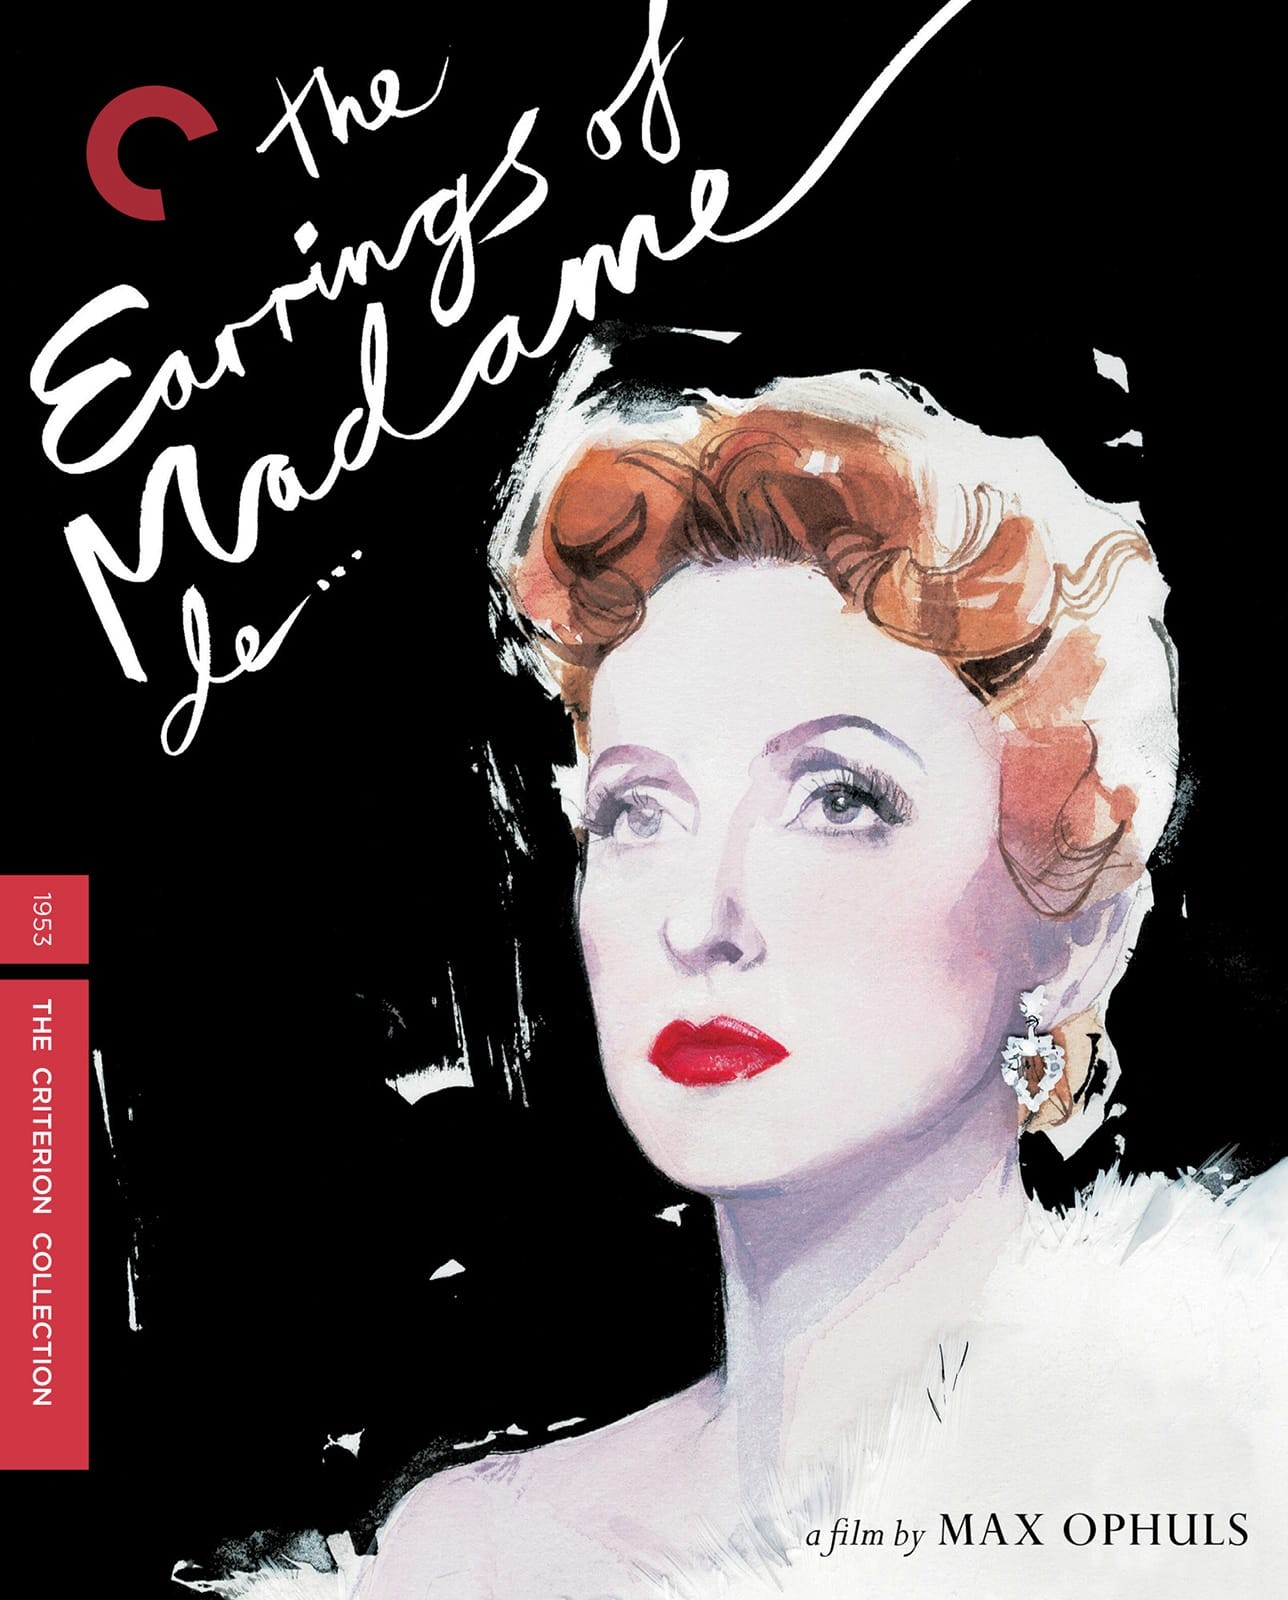 the
Earrings of
Madame
de...
1953
THE CRITERION COLLECTION
a film by MAX OPHULS